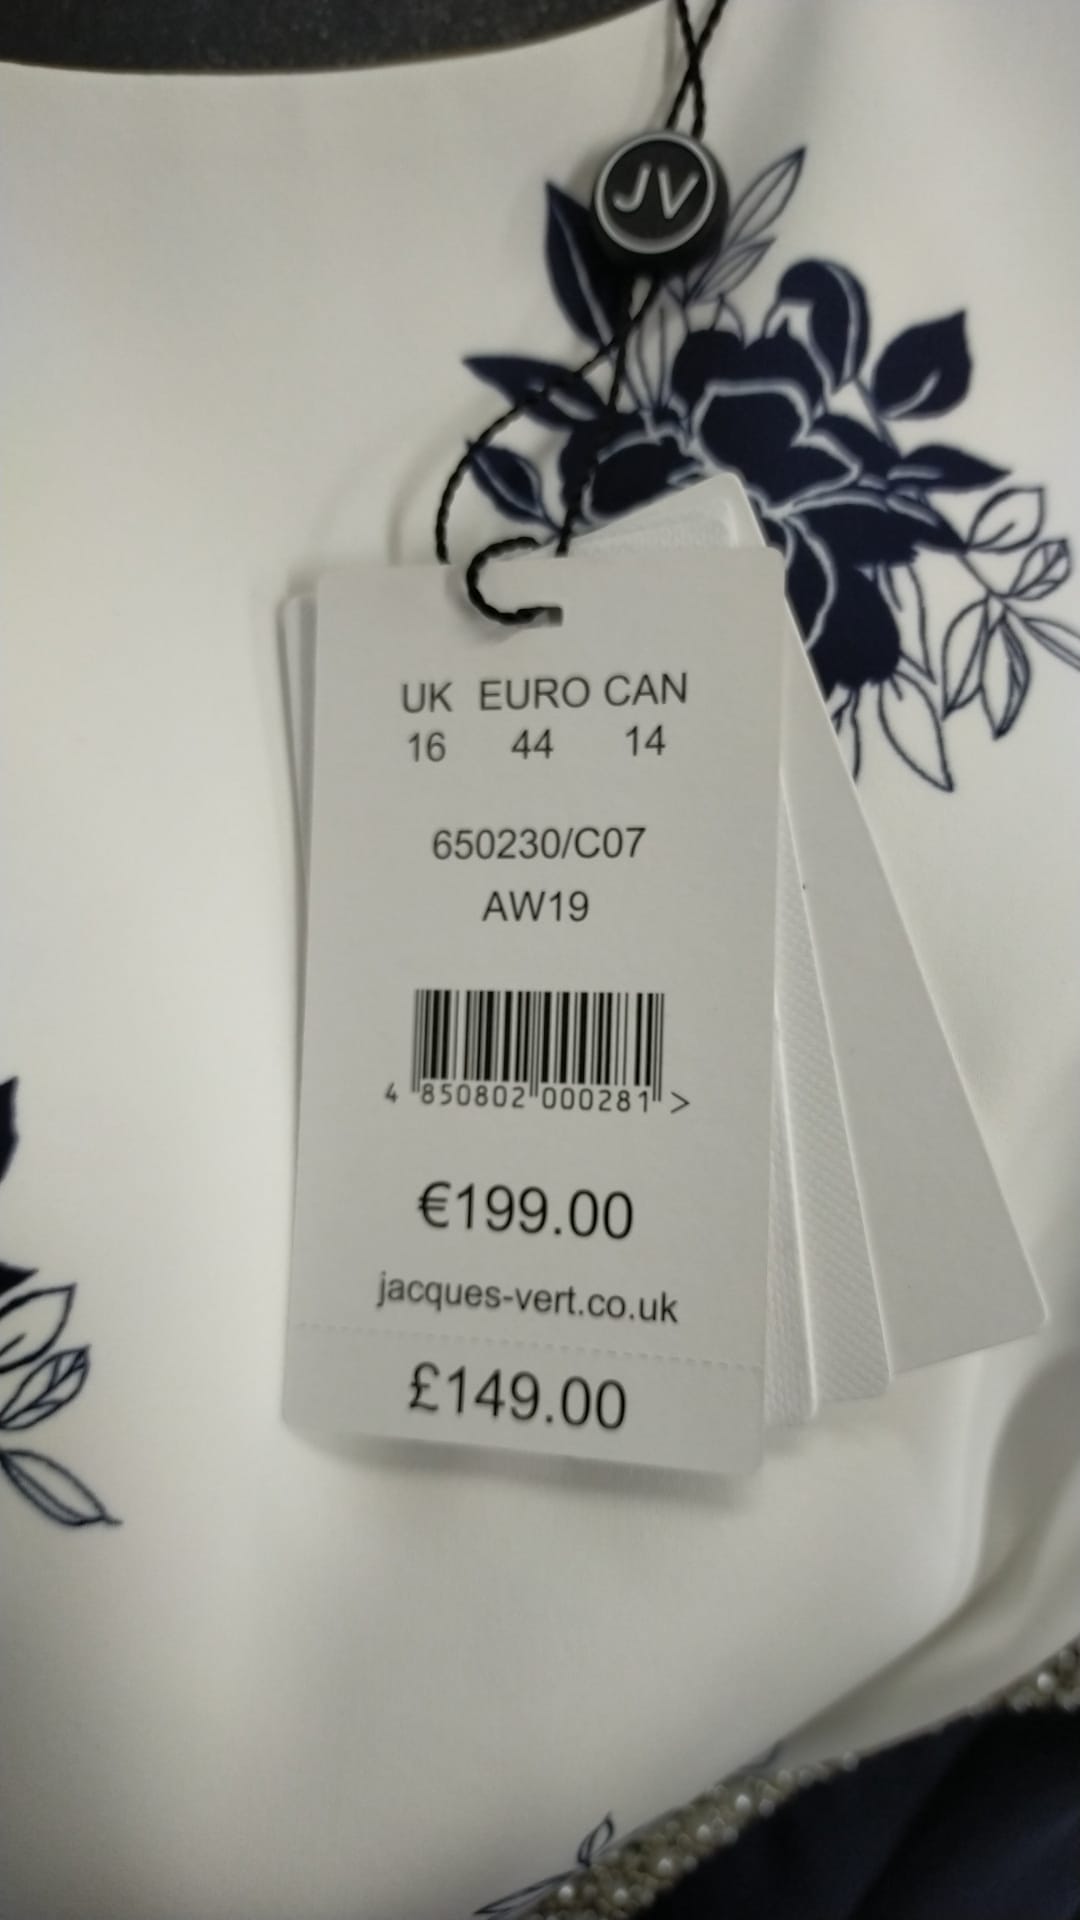 JV
UK EURO CAN
16 44 14
650230/C07
AW19
4 850802 000281 >
€199.00
jacques-vert.co.uk
£149.00